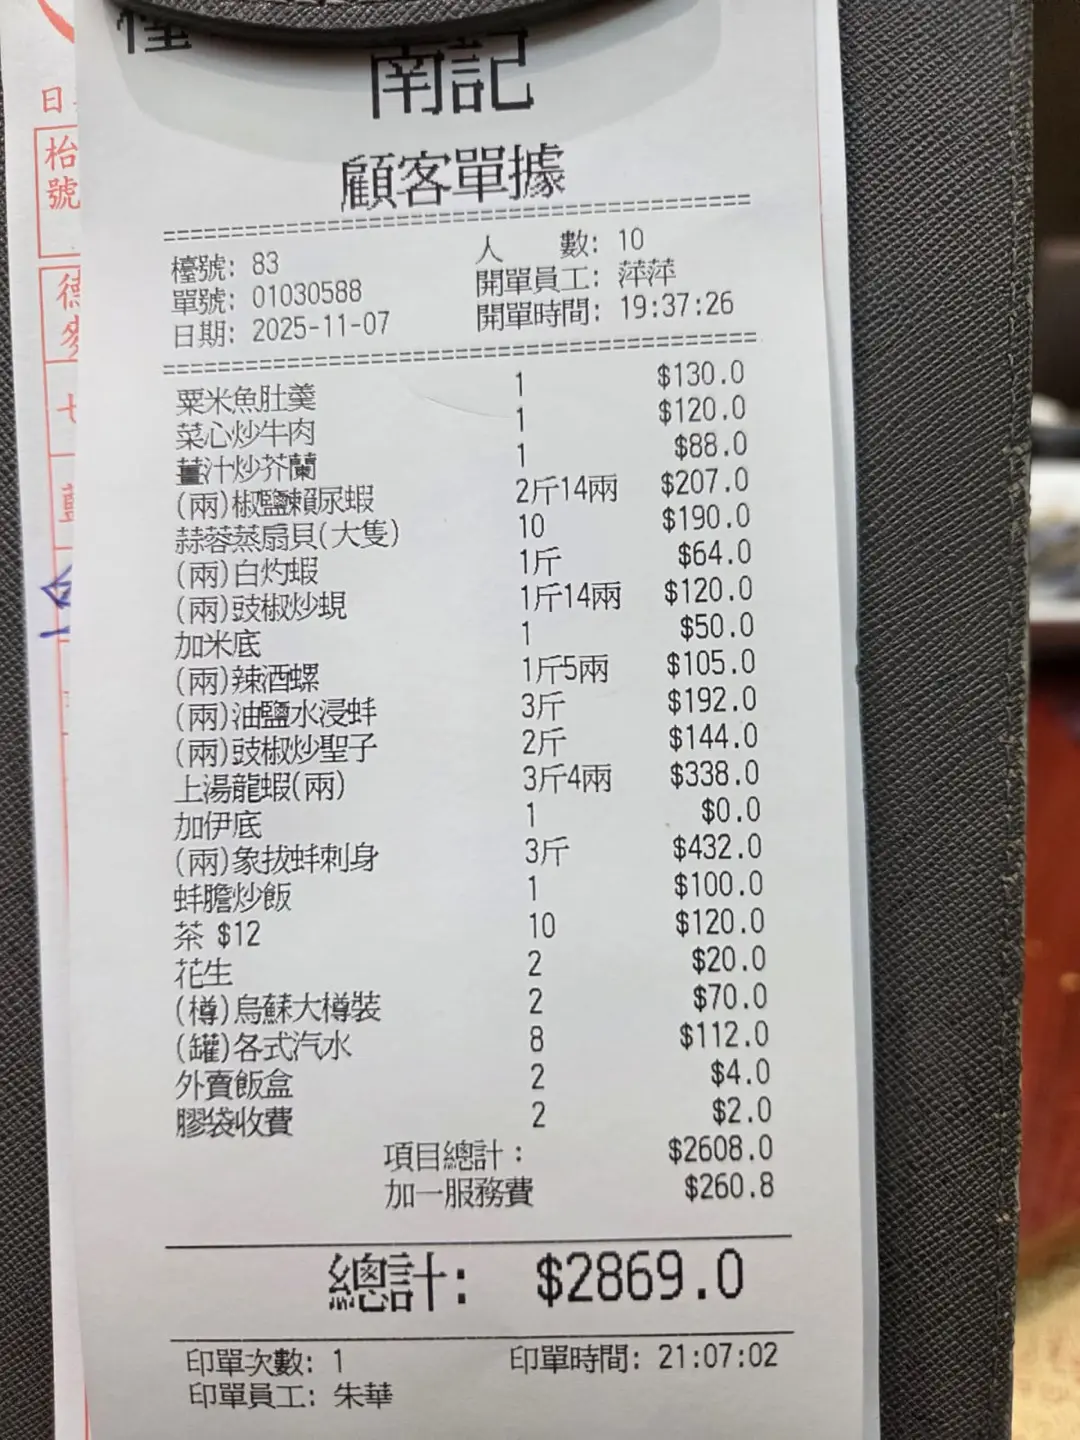 南記
顧客單據
檯號: 83 人 數: 10
單號: 01030588 開單員工: 萍萍
日期: 2025-11-07 開單時間: 19:37:26
粟米魚肚羹 1 $130.0
菜心炒牛肉 1 $120.0
薑汁炒芥蘭 1 $88.0
(兩)椒鹽賴尿蝦 2斤14兩 $207.0
蒜蓉蒸扇貝(大隻) 10 $190.0
(兩)白灼蝦 1斤 $64.0
(兩)豉椒炒蜆 1斤14兩 $120.0
加米底 1 $50.0
(兩)辣酒螺 1斤5兩 $105.0
(兩)油鹽水浸蚌 3斤 $192.0
(兩)豉椒炒聖子 2斤 $144.0
上湯龍蝦(兩) 3斤4兩 $338.0
加伊底 1 $0.0
(兩)象拔蚌刺身 3斤 $432.0
蚌膽炒飯 1 $100.0
茶 $12 10 $120.0
花生 2 $20.0
(樽)烏蘇大樽裝 2 $70.0
(罐)各式汽水 8 $112.0
外賣飯盒 2 $4.0
膠袋收費 2 $2.0
項目總計: $2608.0
加一服務費 $260.8
總計: $2869.0
印單次數: 1 印單時間: 21:07:02
印單員工: 朱華
日
枱
號